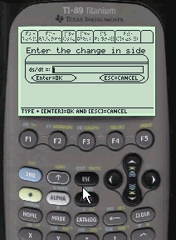 TI-89 Titanium
TEXAS INSTRUMENTS
Enter the change in side
ds/dt=
Enter=OK
ESC=CANCEL
TYPE + [ENTER]=OK AND [ESC]=CANCEL
F1 F2 F3 F4 F5
2ND ESC
ALPHA
HOME MODE CATALOG CLEAR